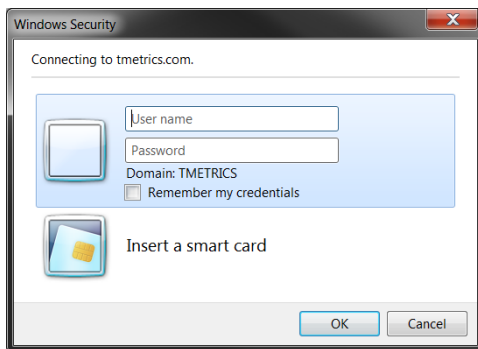 Windows Security
Connecting to tmetrics.com.
User name
Password
Domain: TMETRICS
Remember my credentials
Insert a smart card
OK
Cancel